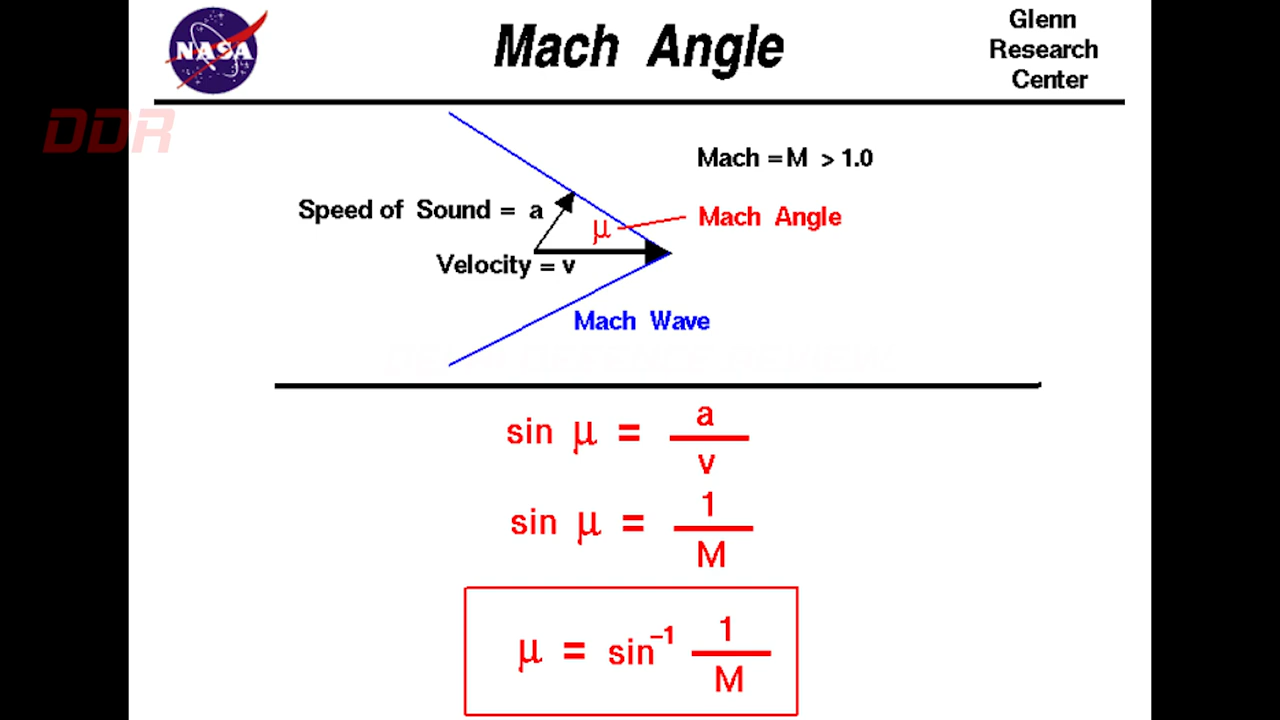 NASA
Mach Angle
Glenn
Research
Center
DDR
Mach = M > 1.0
Speed of Sound = a
μ
Mach Angle
Velocity = v
Mach Wave
sin μ = a / v
sin μ = 1 / M
μ = sin⁻¹ 1 / M